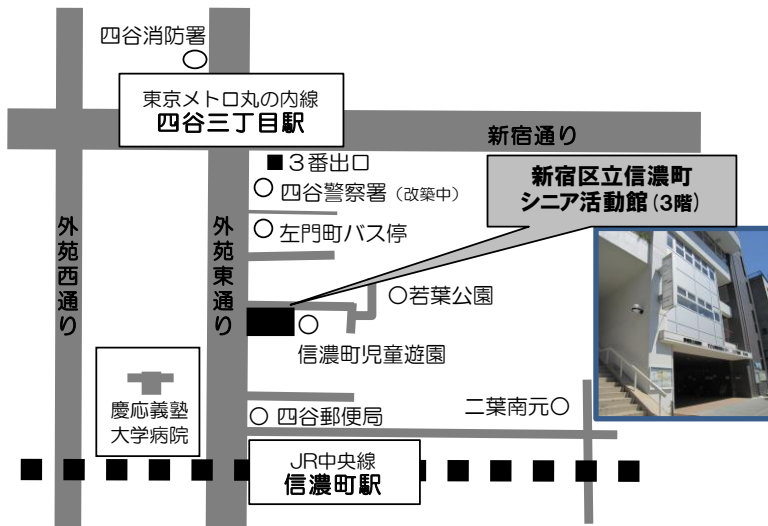 四谷消防署
東京メトロ丸の内線
四谷三丁目駅
新宿通り
■3番出口
四谷警察署（改築中）
新宿区立信濃町
シニア活動館(3階)
左門町バス停
外苑西通り
外苑東通り
若葉公園
信濃町児童遊園
慶応義塾
大学病院
四谷郵便局
二葉南元
JR中央線
信濃町駅